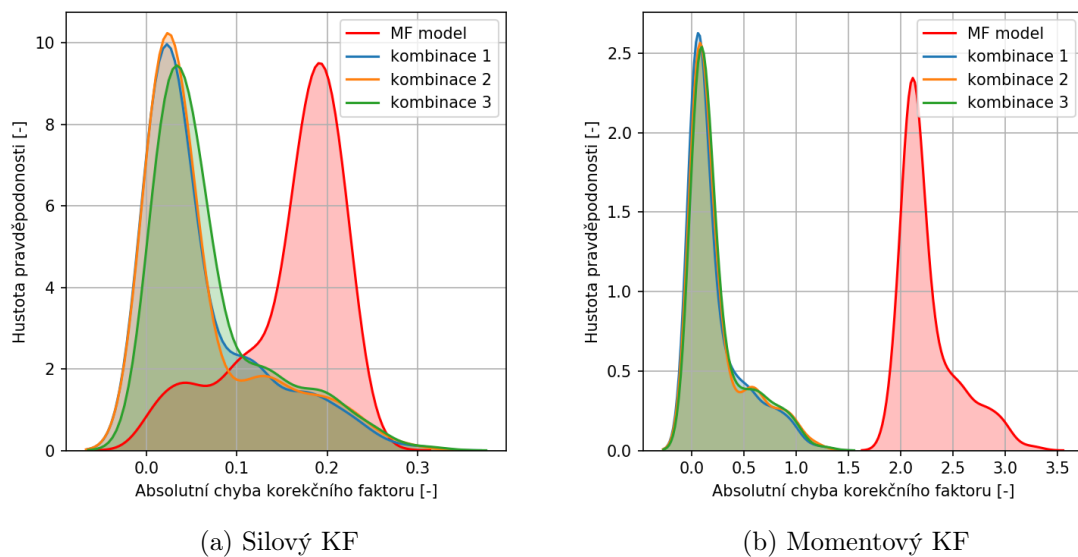 MF model
kombinace 1
kombinace 2
kombinace 3
10
8
6
4
2
0
0.0 0.1 0.2 0.3
Hustota pravděpodonosti [-]
Absolutní chyba korekčního faktoru [-]
(a) Silový KF
MF model
kombinace 1
kombinace 2
kombinace 3
2.5
2.0
1.5
1.0
0.5
0.0
0.0 0.5 1.0 1.5 2.0 2.5 3.0 3.5
Hustota pravděpodonosti [-]
Absolutní chyba korekčního faktoru [-]
(b) Momentový KF